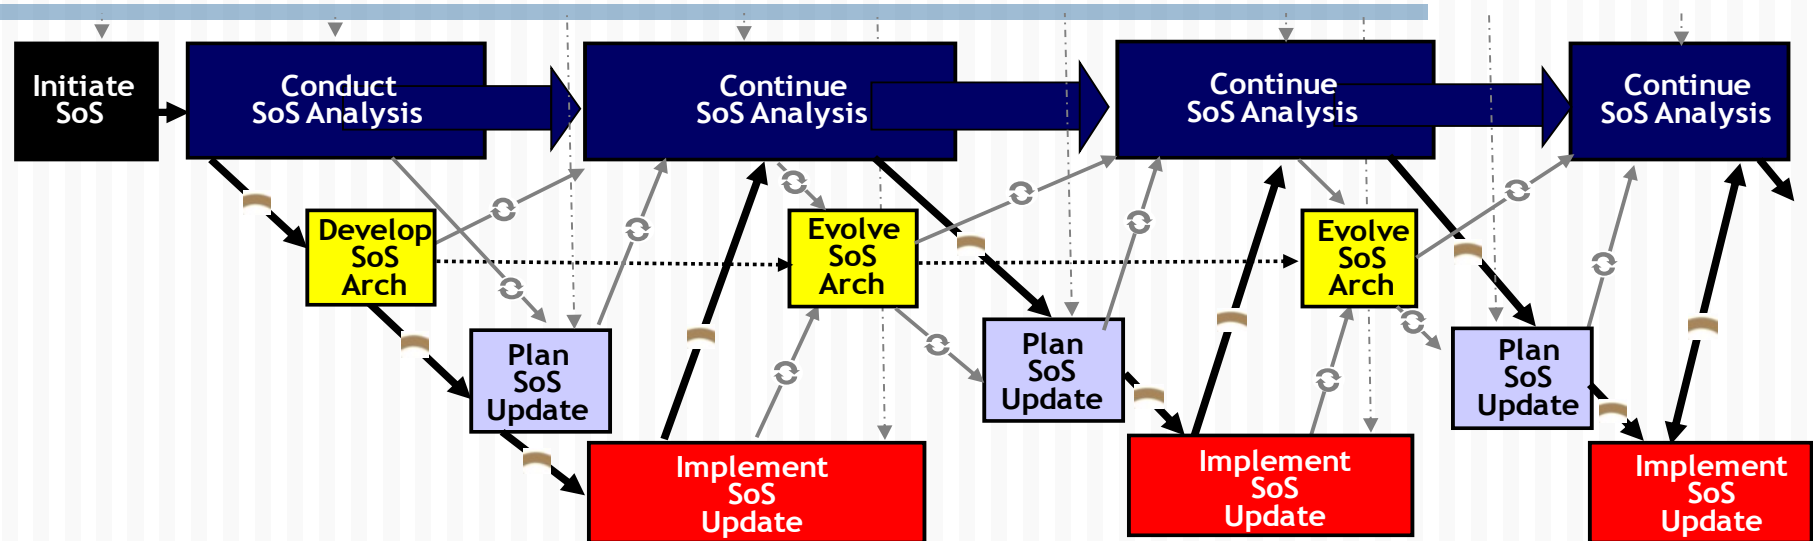 Initiate
SoS
Conduct
SoS Analysis
Continue
SoS Analysis
Continue
SoS Analysis
Continue
SoS Analysis
Develop
SoS
Arch
Evolve
SoS
Arch
Evolve
SoS
Arch
Plan
SoS
Update
Plan
SoS
Update
Plan
SoS
Update
Implement
SoS
Update
Implement
SoS
Update
Implement
SoS
Update